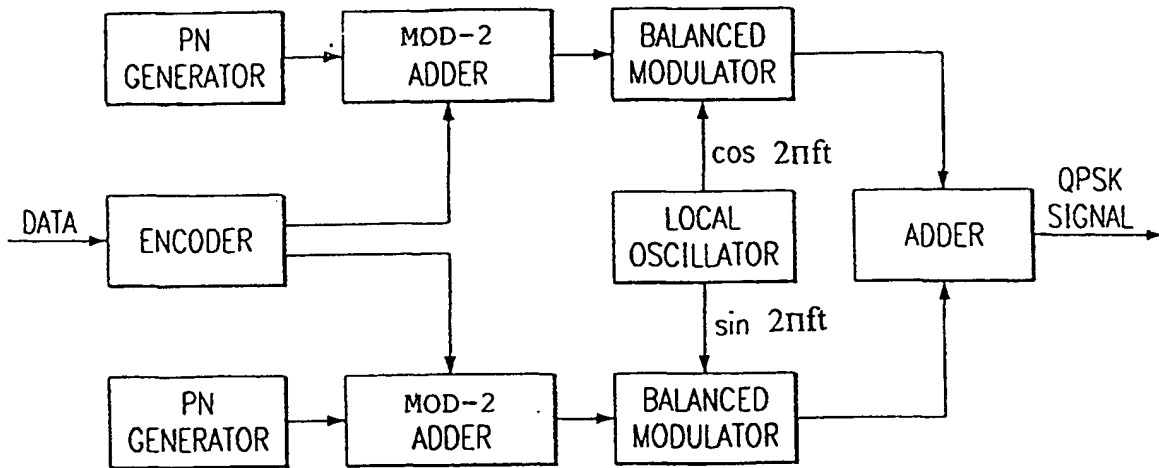 PN
GENERATOR
MOD-2
ADDER
BALANCED
MODULATOR
cos 2πft
DATA
ENCODER
LOCAL
OSCILLATOR
ADDER
QPSK
SIGNAL
sin 2πft
PN
GENERATOR
MOD-2
ADDER
BALANCED
MODULATOR